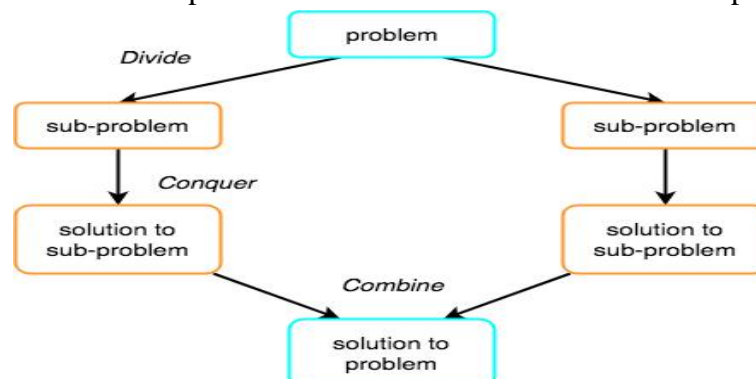 problem
Divide
sub-problem
sub-problem
Conquer
solution to
sub-problem
solution to
sub-problem
Combine
solution to
problem